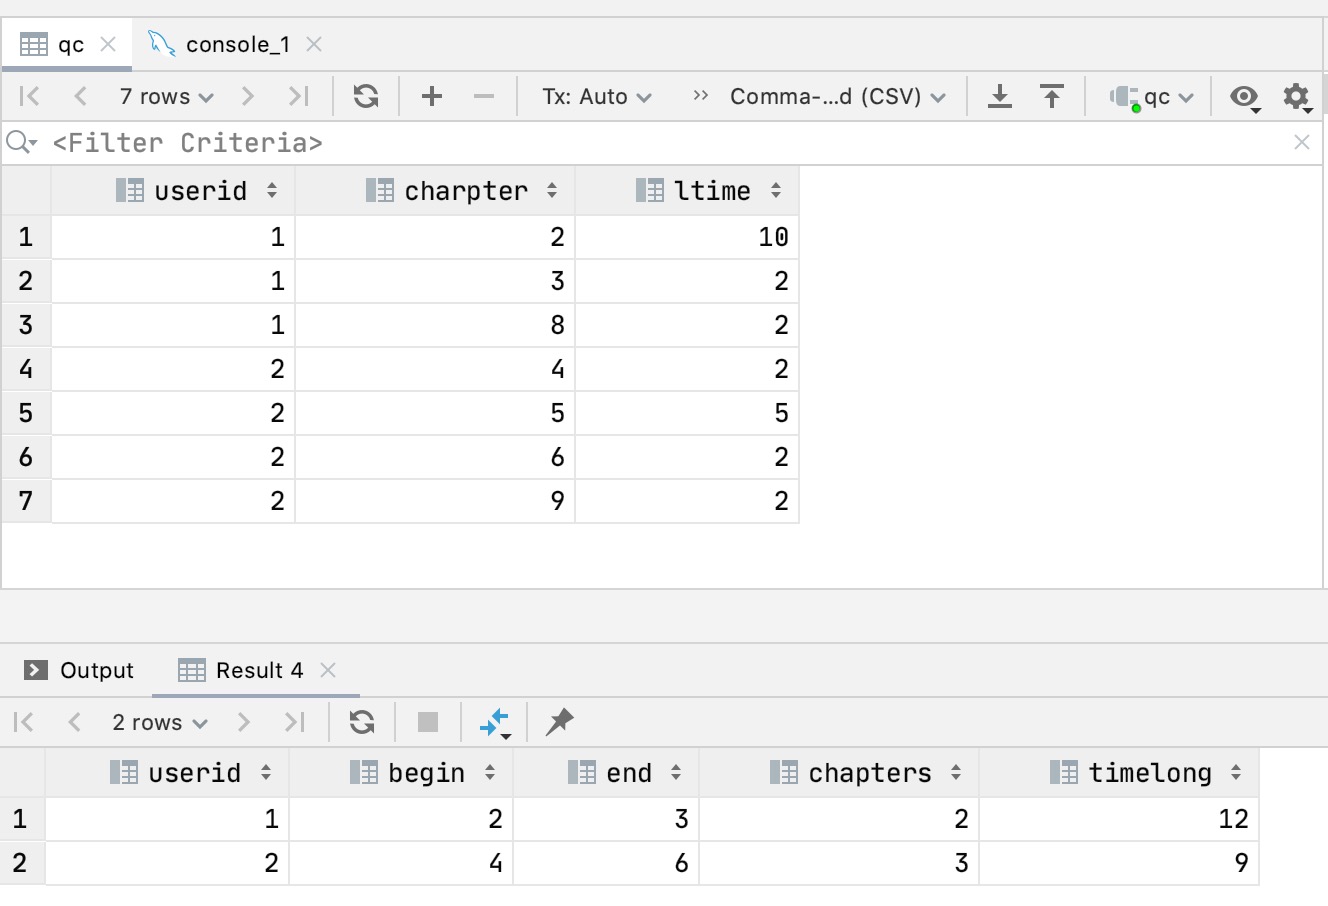 qc console_1
7 rows Tx: Auto >> Comma-...d (CSV) qc
<Filter Criteria>
userid charpter ltime
1 1 2 10
2 1 3 2
3 1 8 2
4 2 4 2
5 2 5 5
6 2 6 2
7 2 9 2
Output Result 4
2 rows
userid begin end chapters timelong
1 1 2 3 2 12
2 2 4 6 3 9